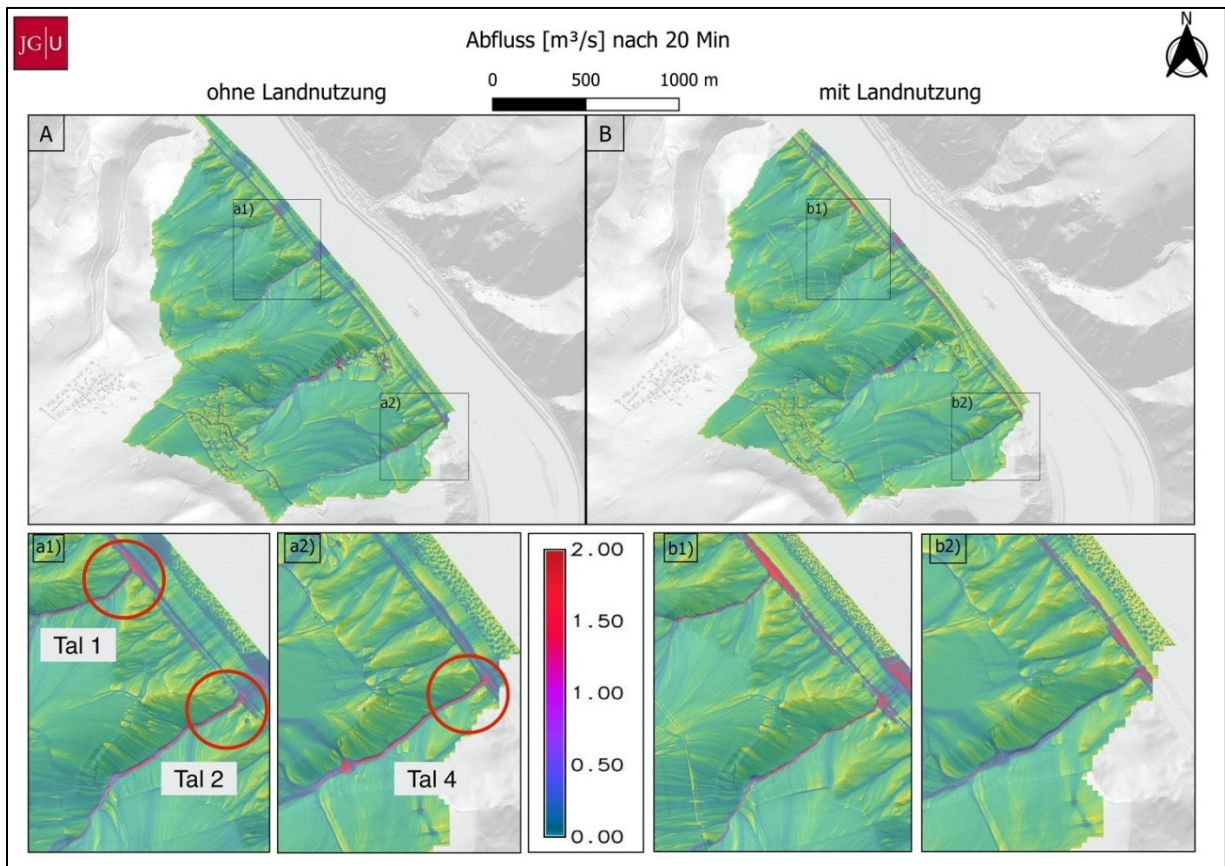 JG|U
Abfluss [m³/s] nach 20 Min
N
0 500 1000 m
ohne Landnutzung
mit Landnutzung
A
B
a1)
b1)
a2)
b2)
a1)
a2)
b1)
b2)
Tal 1
Tal 2
Tal 4
2.00
1.50
1.00
0.50
0.00